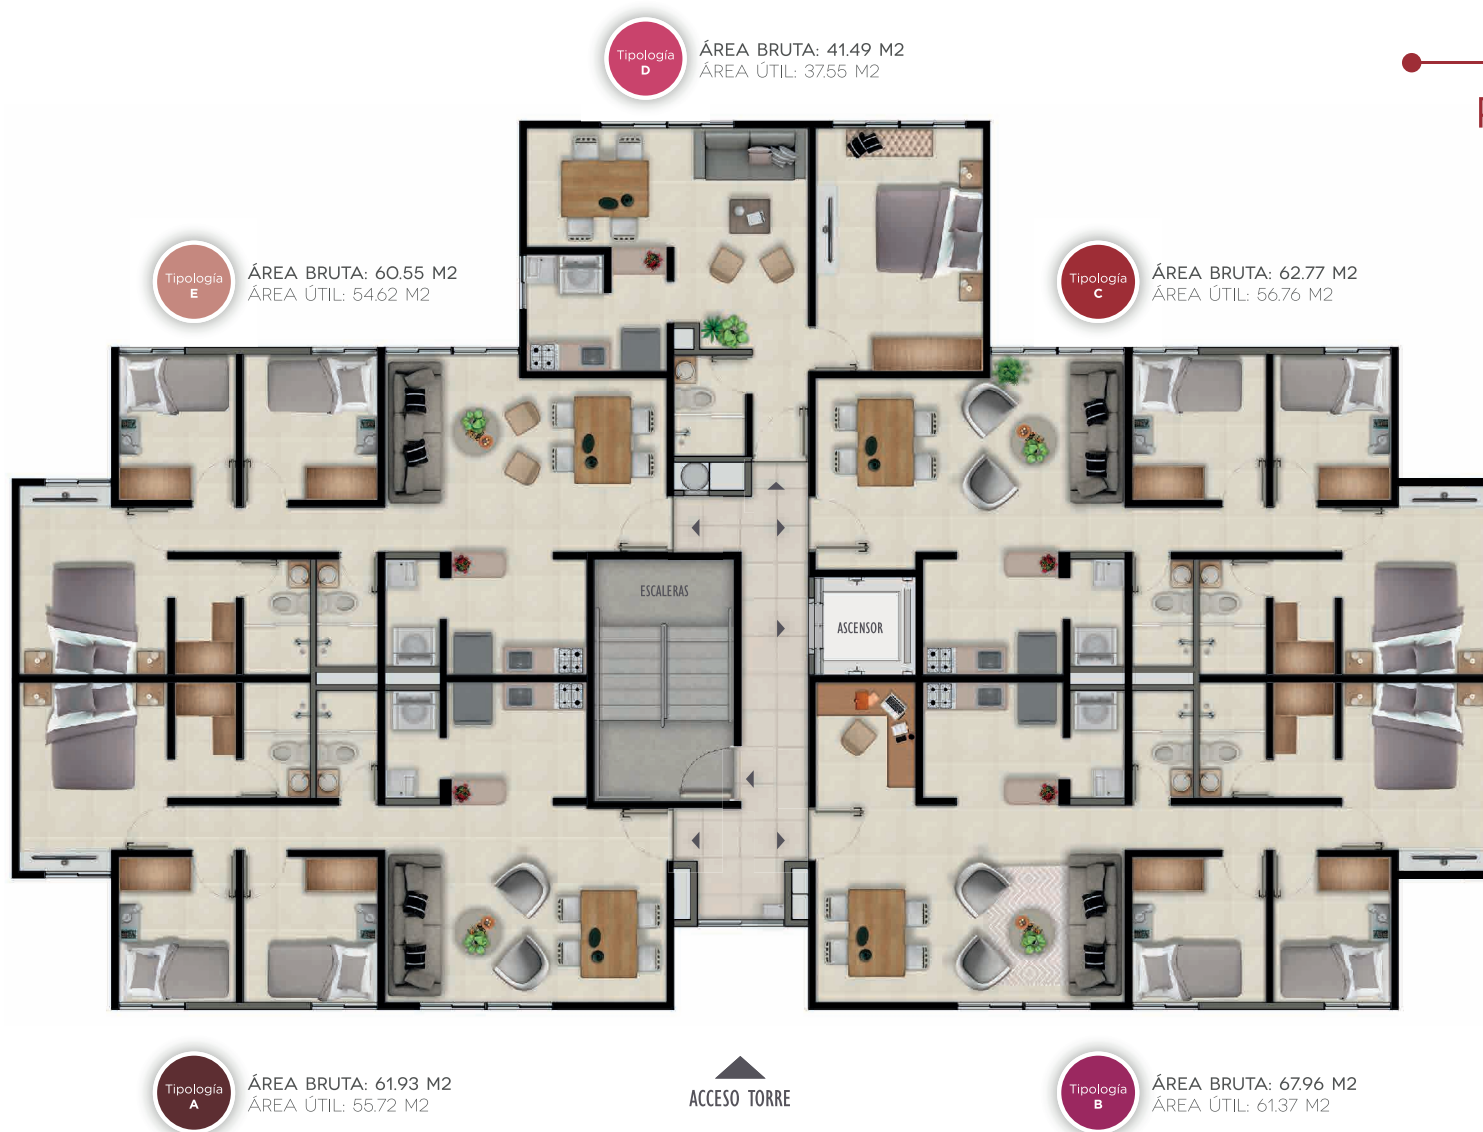 Tipología
D
ÁREA BRUTA: 41.49 M2
ÁREA ÚTIL: 37.55 M2
Tipología
E
ÁREA BRUTA: 60.55 M2
ÁREA ÚTIL: 54.62 M2
Tipología
C
ÁREA BRUTA: 62.77 M2
ÁREA ÚTIL: 56.76 M2
ESCALERAS
ASCENSOR
Tipología
A
ÁREA BRUTA: 61.93 M2
ÁREA ÚTIL: 55.72 M2
ACCESO TORRE
Tipología
B
ÁREA BRUTA: 67.96 M2
ÁREA ÚTIL: 61.37 M2